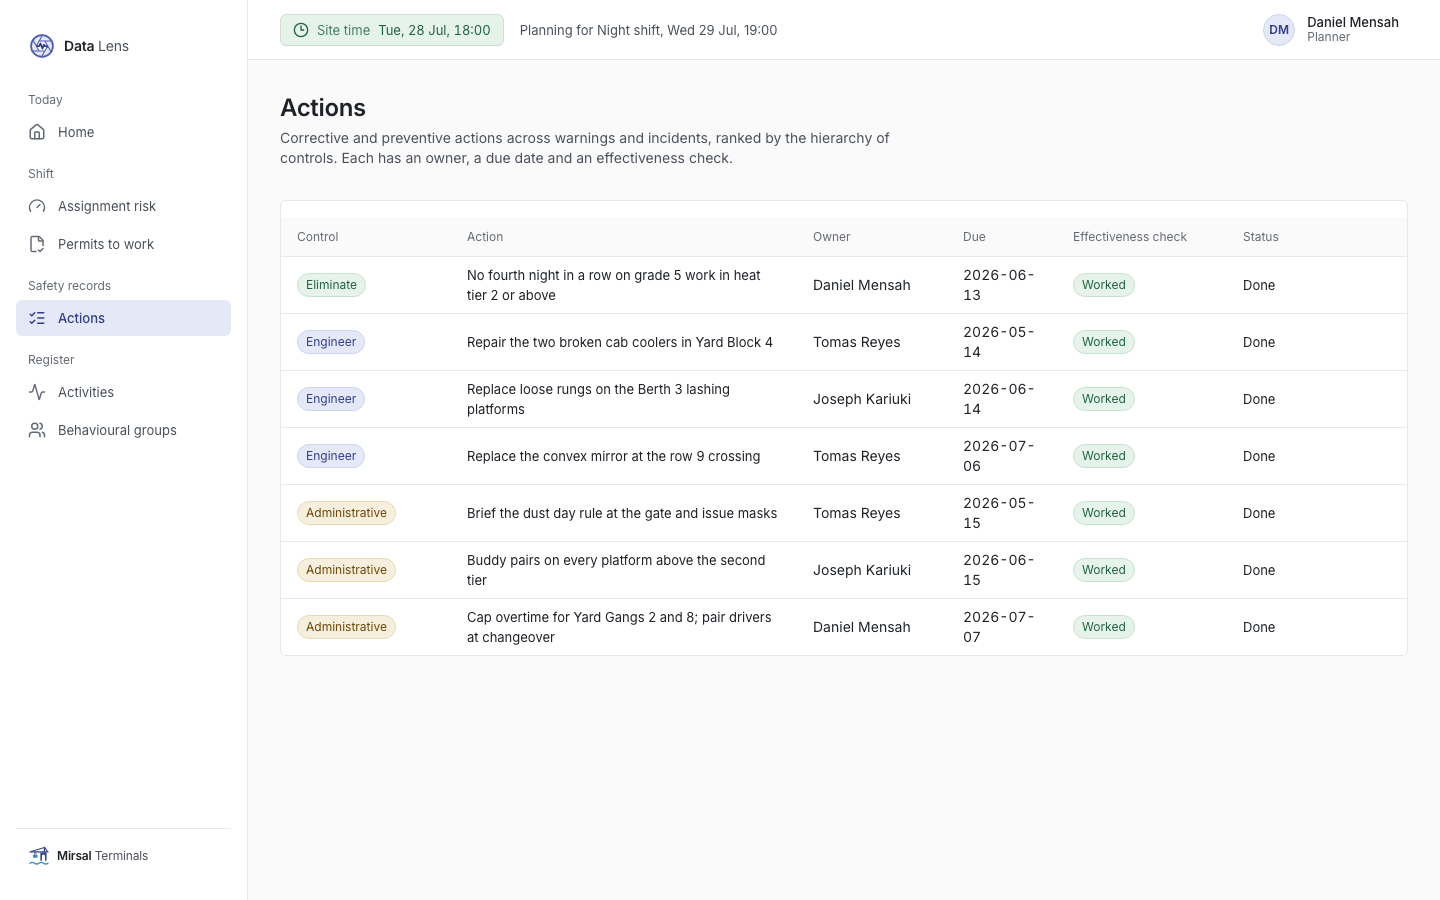 Data Lens
Today
Home
Shift
Assignment risk
Permits to work
Safety records
Actions
Register
Activities
Behavioural groups
Mirsal Terminals
Site time Tue, 28 Jul, 18:00
Planning for Night shift, Wed 29 Jul, 19:00
DM
Daniel Mensah
Planner
Actions
Corrective and preventive actions across warnings and incidents, ranked by the hierarchy of
controls. Each has an owner, a due date and an effectiveness check.
Control Action Owner Due Effectiveness check Status
Eliminate
No fourth night in a row on grade 5 work in heat
tier 2 or above
Daniel Mensah
2026-06-
13
Worked
Done
Engineer
Repair the two broken cab coolers in Yard Block 4
Tomas Reyes
2026-05-
14
Worked
Done
Engineer
Replace loose rungs on the Berth 3 lashing
platforms
Joseph Kariuki
2026-06-
14
Worked
Done
Engineer
Replace the convex mirror at the row 9 crossing
Tomas Reyes
2026-07-
06
Worked
Done
Administrative
Brief the dust day rule at the gate and issue masks
Tomas Reyes
2026-05-
15
Worked
Done
Administrative
Buddy pairs on every platform above the second
tier
Joseph Kariuki
2026-06-
15
Worked
Done
Administrative
Cap overtime for Yard Gangs 2 and 8; pair drivers
at changeover
Daniel Mensah
2026-07-
07
Worked
Done